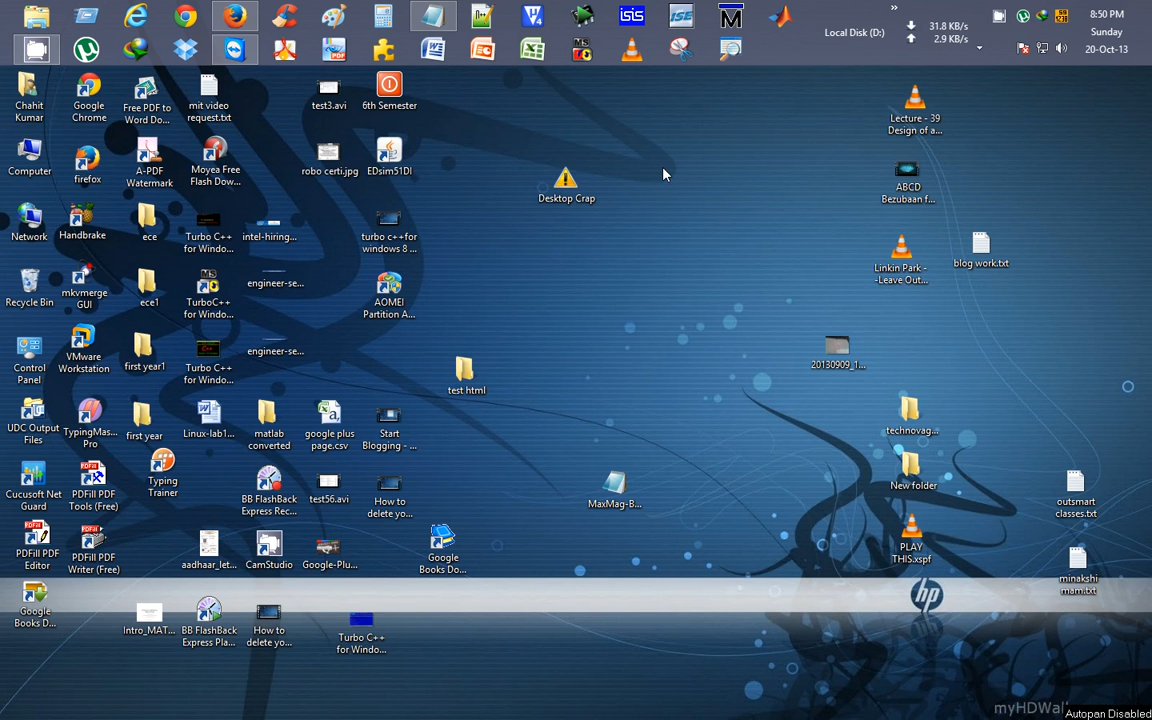 ISIS
ISE
M
Local Disk (D:)
»
31.8 KB/s
2.9 KB/s
8:50 PM
Sunday
20-Oct-13
Chahit
Kumar
Google
Chrome
Free PDF to
Word Do...
mit video
request.txt
test3.avi
6th Semester
Lecture - 39
Design of a...
Computer
firefox
A-PDF
Watermark
Moyea Free
Flash Dow...
robo certi.jpg
EDsim51DI
Desktop Crap
ABCD
Bezubaan f...
Network
Handbrake
ece
Turbo C++
for Windo...
intel-hiring...
turbo c++for
windows 8 ...
Linkin Park -
-Leave Out...
blog work.txt
Recycle Bin
mkvmerge
GUI
ece1
TurboC++
for Windo...
engineer-se...
AOMEI
Partition A...
Control
Panel
VMware
Workstation
first year1
Turbo C++
for Windo...
engineer-se...
test html
20130909_1...
UDC Output
Files
TypingMas...
Pro
first year
Linux-lab1...
matlab
converted
google plus
page.csv
Start
Blogging - ...
technovag...
Cucusoft Net
Guard
PDFill PDF
Tools (Free)
Typing
Trainer
BB FlashBack
Express Rec...
test56.avi
How to
delete yo...
MaxMag-B...
New folder
outsmart
classes.txt
PDFill PDF
Editor
PDFill PDF
Writer (Free)
aadhaar_let...
CamStudio
Google-Plu...
Google
Books Do...
PLAY
THIS.xspf
minakshi
mam.txt
Google
Books D...
Intro_MAT...
BB FlashBack
Express Pla...
How to
delete yo...
Turbo C++
for Windo...
hp
myHDWall
Autopan Disabled